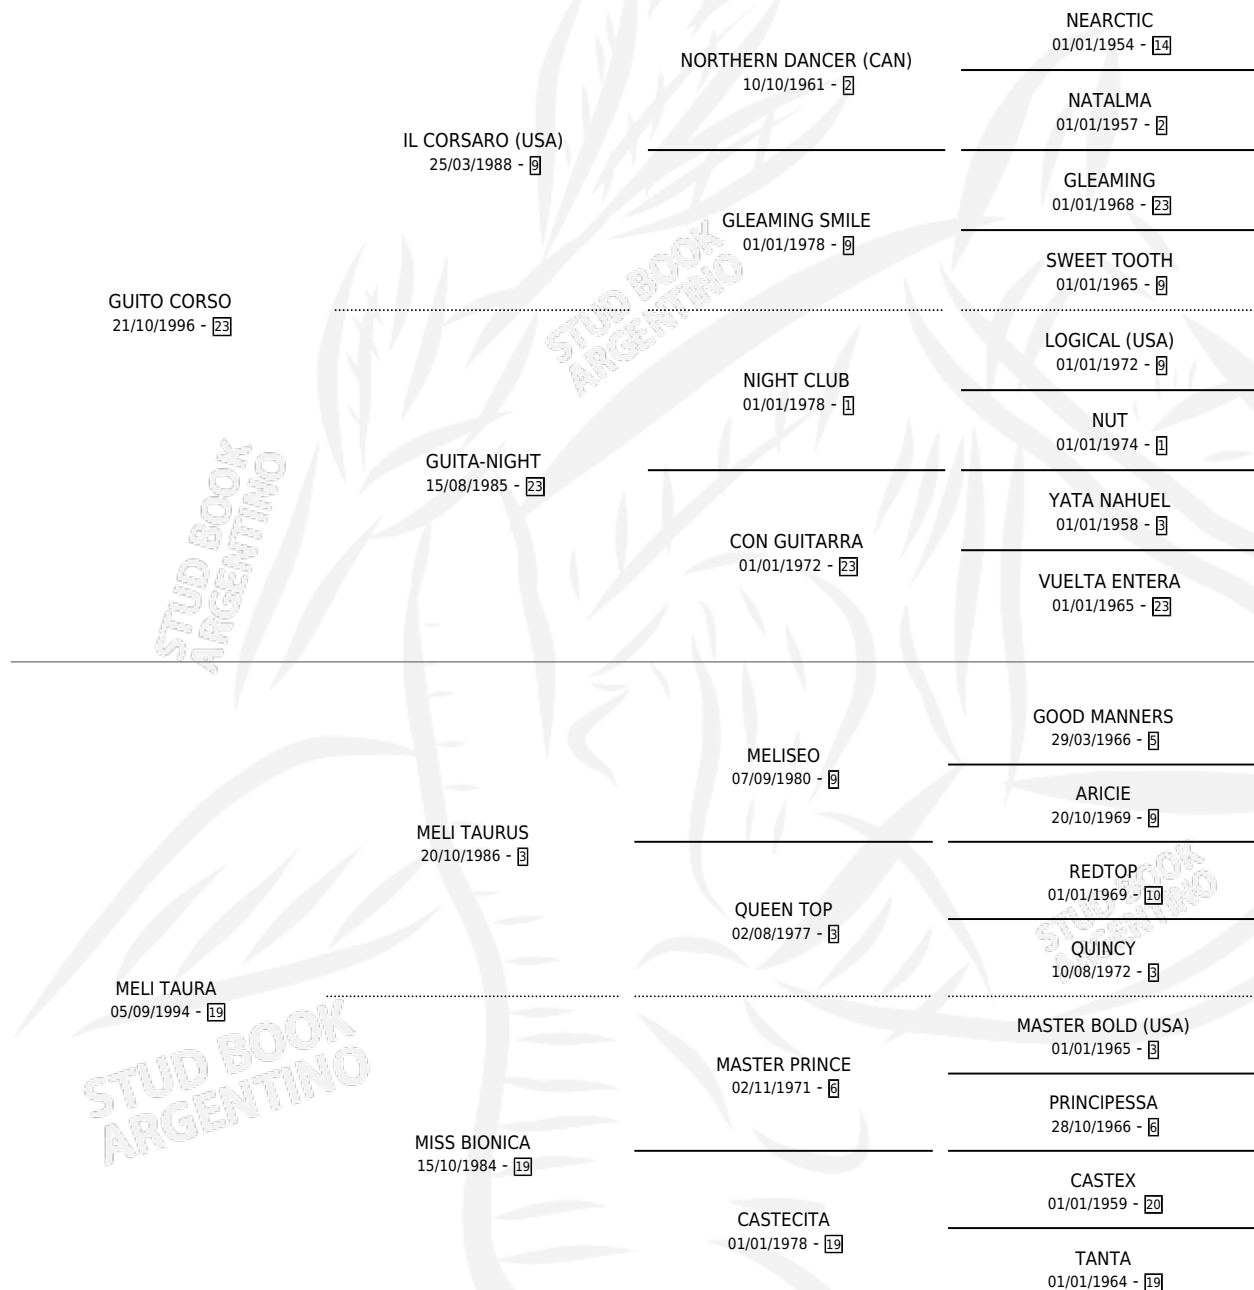 NEARCTIC
01/01/1954 - 14
NORTHERN DANCER (CAN)
10/10/1961 - 2
NATALMA
01/01/1957 - 2
IL CORSARO (USA)
25/03/1988 - 9
GLEAMING
01/01/1968 - 23
GLEAMING SMILE
01/01/1978 - 9
SWEET TOOTH
01/01/1965 - 9
GUITO CORSO
21/10/1996 - 23
LOGICAL (USA)
01/01/1972 - 9
NIGHT CLUB
01/01/1978 - 1
NUT
01/01/1974 - 1
GUITA-NIGHT
15/08/1985 - 23
YATA NAHUEL
01/01/1958 - 3
CON GUITARRA
01/01/1972 - 23
VUELTA ENTERA
01/01/1965 - 23
GOOD MANNERS
29/03/1966 - 5
MELISEO
07/09/1980 - 9
ARICIE
20/10/1969 - 9
MELI TAURUS
20/10/1986 - 3
REDTOP
01/01/1969 - 10
QUEEN TOP
02/08/1977 - 3
QUINCY
10/08/1972 - 3
MELI TAURA
05/09/1994 - 19
MASTER BOLD (USA)
01/01/1965 - 3
MASTER PRINCE
02/11/1971 - 6
PRINCIPESSA
28/10/1966 - 6
MISS BIONICA
15/10/1984 - 19
CASTEX
01/01/1959 - 20
CASTECITA
01/01/1978 - 19
TANTA
01/01/1964 - 19
STUD BOOK
ARGENTINO
STUD BOOK
ARGENTINO
STUD BOOK
ARGENTINO
STUD BOOK
ARGENTINO